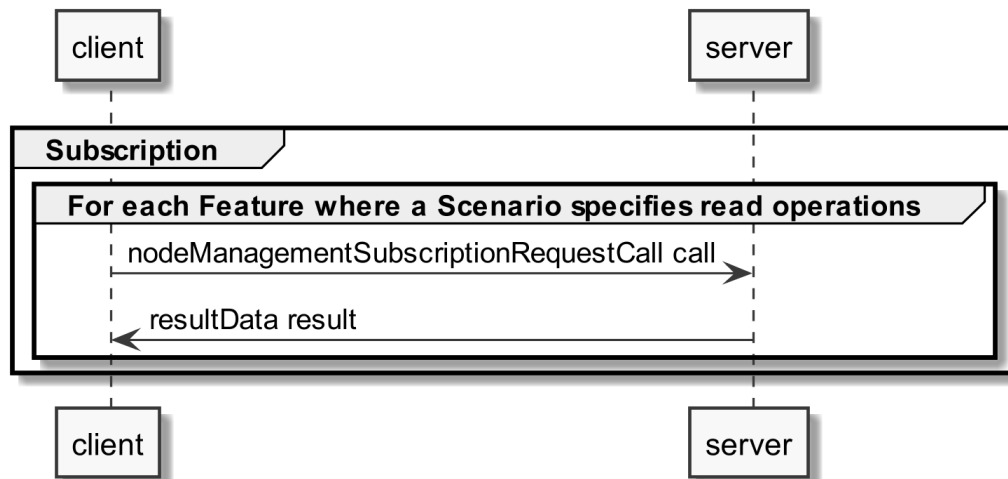 client
server
Subscription
For each Feature where a Scenario specifies read operations
nodeManagementSubscriptionRequestCall call
resultData result
client
server